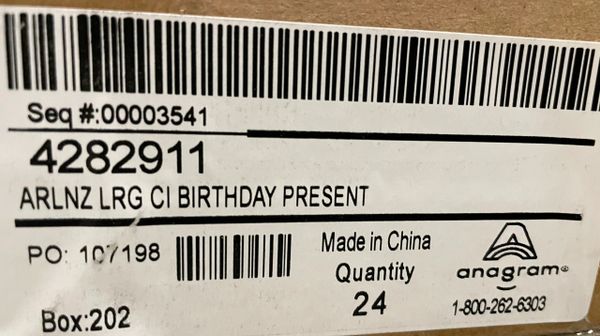 Seq #:00003541
4282911
ARLNZ LRG CI BIRTHDAY PRESENT
PO: 107198
Made in China
Quantity
24
anagram®
1-800-262-6303
Box:202